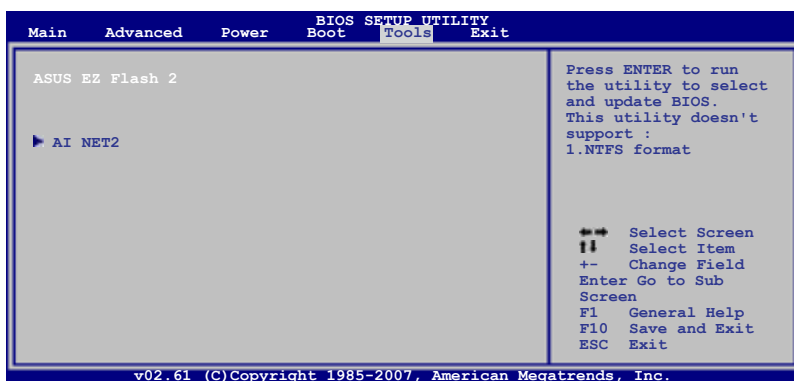 BIOS SETUP UTILITY
Main Advanced Power Boot Tools Exit
ASUS EZ Flash 2
AI NET2
Press ENTER to run
the utility to select
and update BIOS.
This utility doesn't
support :
1.NTFS format
Select Screen
Select Item
+- Change Field
Enter Go to Sub
Screen
F1 General Help
F10 Save and Exit
ESC Exit
v02.61 (C)Copyright 1985-2007, American Megatrends, Inc.